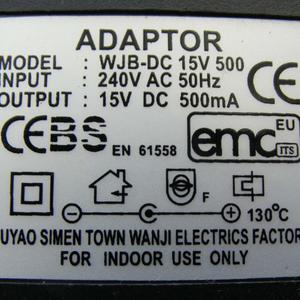 ADAPTOR
MODEL : WJB-DC 15V 500
INPUT : 240V AC 50Hz
OUTPUT : 15V DC 500mA
CE
CEBS EN 61558
emc EU ITS
F
130°C
UYAO SIMEN TOWN WANJI ELECTRICS FACTOR
FOR INDOOR USE ONLY